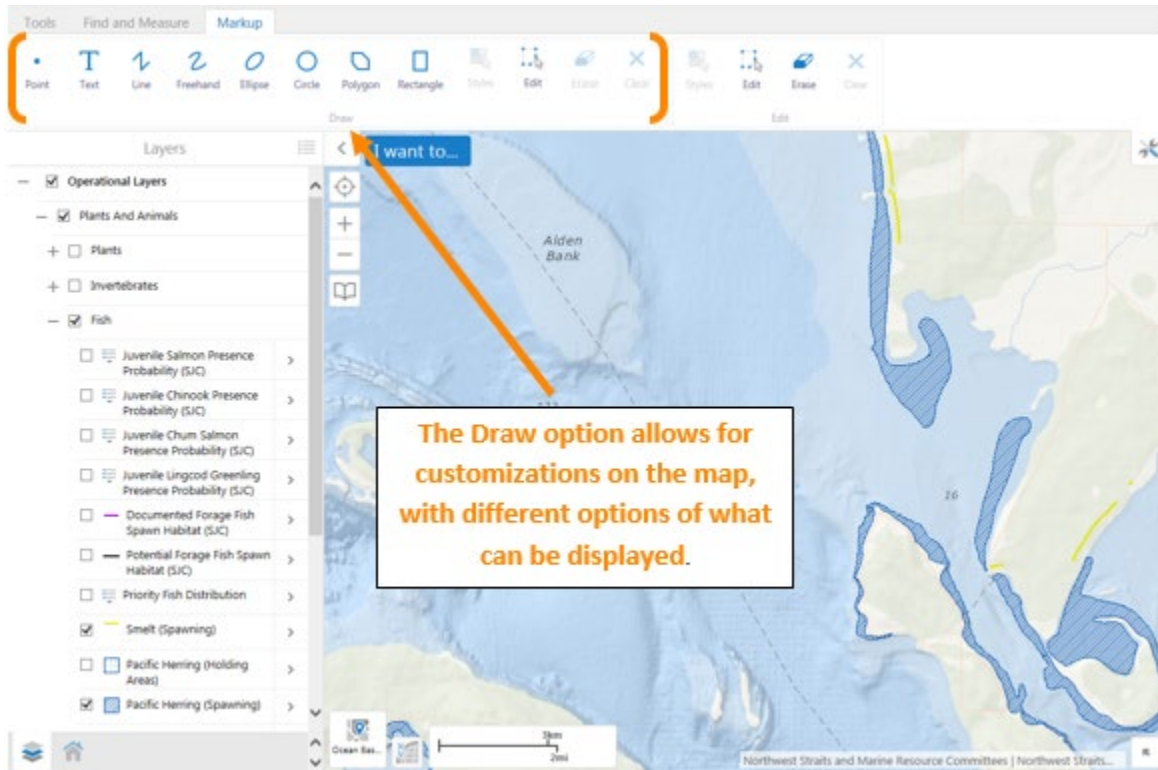 Tools Find and Measure Markup
Point Text Line Freehand Ellipse Circle Polygon Rectangle Styles Edit Erase Clear Styles Edit Erase Clear
Draw Edit
Layers
I want to...
Operational Layers
Plants And Animals
Plants
Invertebrates
Fish
Juvenile Salmon Presence
Probability (SJC)
Juvenile Chinook Presence
Probability (SJC)
Juvenile Chum Salmon
Presence Probability (SJC)
Juvenile Lingcod Greenling
Presence Probability (SJC)
Documented Forage Fish
Spawn Habitat (SJC)
Potential Forage Fish Spawn
Habitat (SJC)
Priority Fish Distribution
Smelt (Spawning)
Pacific Herring (Holding
Areas)
Pacific Herring (Spawning)
Alden
Bank
The Draw option allows for
customizations on the map,
with different options of what
can be displayed.
16
Ocean Bas...
3km
2mi
Northwest Straits and Marine Resource Committees | Northwest Straits...